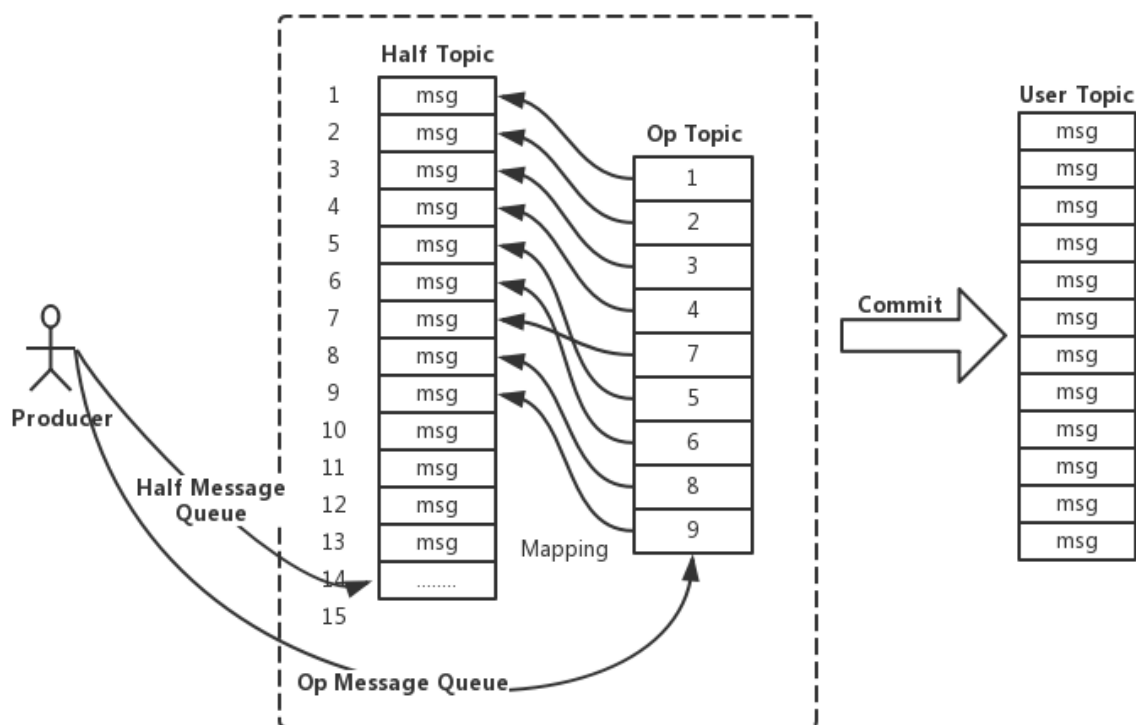 Half Topic
1
msg
2
msg
3
msg
4
msg
5
msg
6
msg
7
msg
8
msg
9
msg
10
msg
11
msg
12
msg
13
msg
14
........
15
Op Topic
1
2
3
4
7
5
6
8
9
Mapping
Producer
Half Message
Queue
Op Message Queue
Commit
User Topic
msg
msg
msg
msg
msg
msg
msg
msg
msg
msg
msg
msg